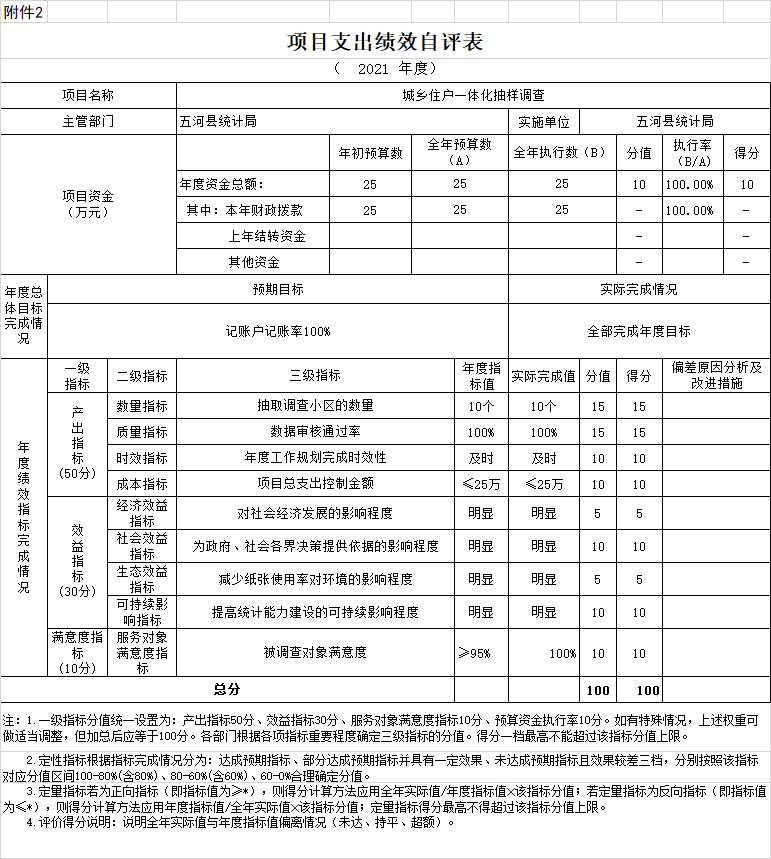 附件2
项目支出绩效自评表
（ 2021 年度）
项目名称 城乡住户一体化抽样调查
主管部门 五河县统计局 实施单位 五河县统计局
项目资金
（万元）
年初预算数 全年预算数
（A） 全年执行数（B） 分值 执行率
（B/A） 得分
年度资金总额： 25 25 25 10 100.00% 10
其中：本年财政拨款 25 25 25 - 100.00% -
上年结转资金 - -
其他资金 - -
年度总
体目标
完成情
况
预期目标 实际完成情况
记账户记账率100% 全部完成年度目标
年度绩效指标完成情况
一级
指标 二级指标 三级指标 年度指
标值 实际完成值 分值 得分 偏差原因分析及
改进措施
产
出
指
标
(50分)
数量指标 抽取调查小区的数量 10个 10个 15 15
质量指标 数据审核通过率 100% 100% 15 15
时效指标 年度工作规划完成时效性 及时 及时 10 10
成本指标 项目总支出控制金额 ≤25万 ≤25万 10 10
效
益
指
标
(30分)
经济效益
指标 对社会经济发展的影响程度 明显 明显 5 5
社会效益
指标 为政府、社会各界决策提供依据的影响程度 明显 明显 10 10
生态效益
指标 减少纸张使用率对环境的影响程度 明显 明显 5 5
可持续影
响指标 提高统计能力建设的可持续影响程度 明显 明显 10 10
满意度指
标
(10分)
服务对象
满意度指
标 被调查对象满意度 ≥95% 100% 10 10
总分 100 100
注：1.一级指标分值统一设置为：产出指标50分、效益指标30分、服务对象满意度指标10分、预算资金执行率10分。如有特殊情况，上述权重可
做适当调整，但加总后应等于100分。各部门根据各项指标重要程度确定三级指标的分值。得分一档最高不能超过该指标分值上限。
2.定性指标根据指标完成情况分为：达成预期指标、部分达成预期指标并具有一定效果、未达成预期指标且效果较差三档，分别按照该指标
对应分值区间100-80%(含80%)、80-60%(含60%)、60-0%合理确定分值。
3.定量指标若为正向指标（即指标值为≥*），则得分计算方法应用全年实际值/年度指标值×该指标分值；若定量指标为反向指标（即指标值
为≤*），则得分计算方法应用年度指标值/全年实际值×该指标分值；定量指标得分最高不得超过该指标分值上限。
4.评价得分说明：说明全年实际值与年度指标值偏离情况（未达、持平、超额）。